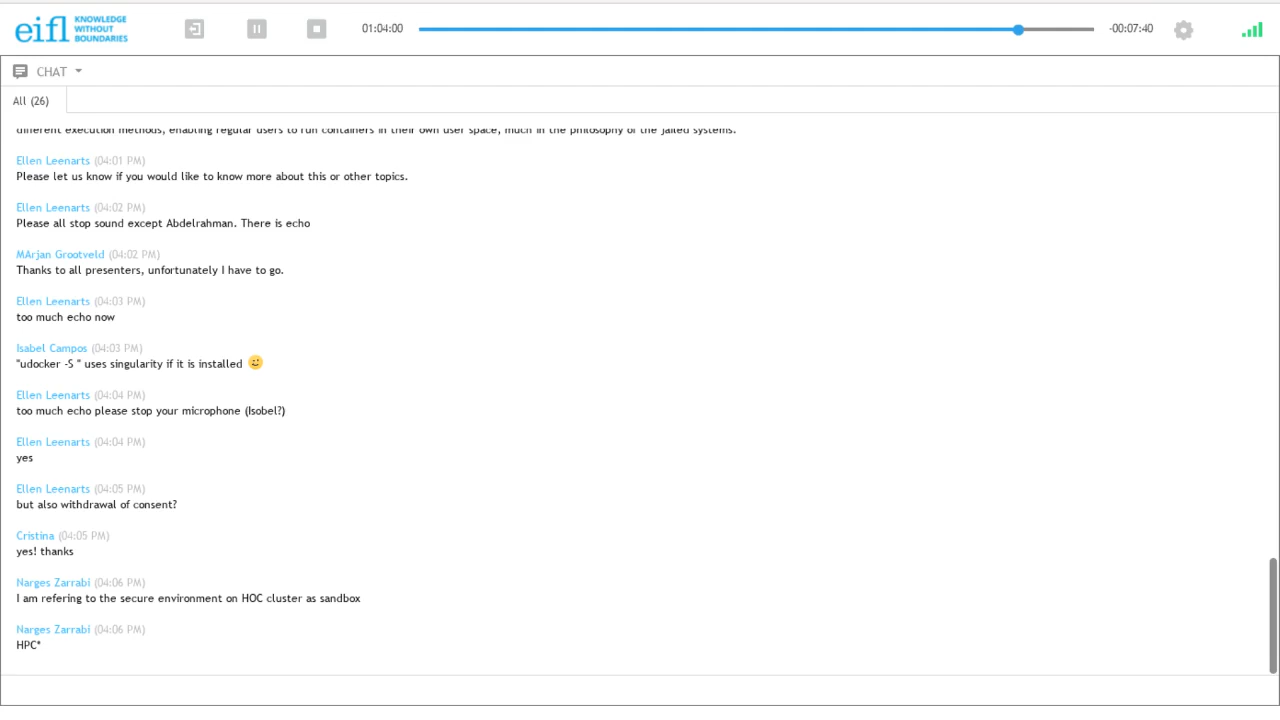 eifl KNOWLEDGE
WITHOUT
BOUNDARIES
01:04:00
-00:07:40
CHAT
All (26)
different execution methods, enabling regular users to run containers in their own user space, much in the philosophy of the jailed systems.
Ellen Leenarts (04:01 PM)
Please let us know if you would like to know more about this or other topics.
Ellen Leenarts (04:02 PM)
Please all stop sound except Abdelrahman. There is echo
MArjan Grootveld (04:02 PM)
Thanks to all presenters, unfortunately I have to go.
Ellen Leenarts (04:03 PM)
too much echo now
Isabel Campos (04:03 PM)
"udocker -S " uses singularity if it is installed
Ellen Leenarts (04:04 PM)
too much echo please stop your microphone (Isobel?)
Ellen Leenarts (04:04 PM)
yes
Ellen Leenarts (04:05 PM)
but also withdrawal of consent?
Cristina (04:05 PM)
yes! thanks
Narges Zarrabi (04:06 PM)
I am refering to the secure environment on HOC cluster as sandbox
Narges Zarrabi (04:06 PM)
HPC*